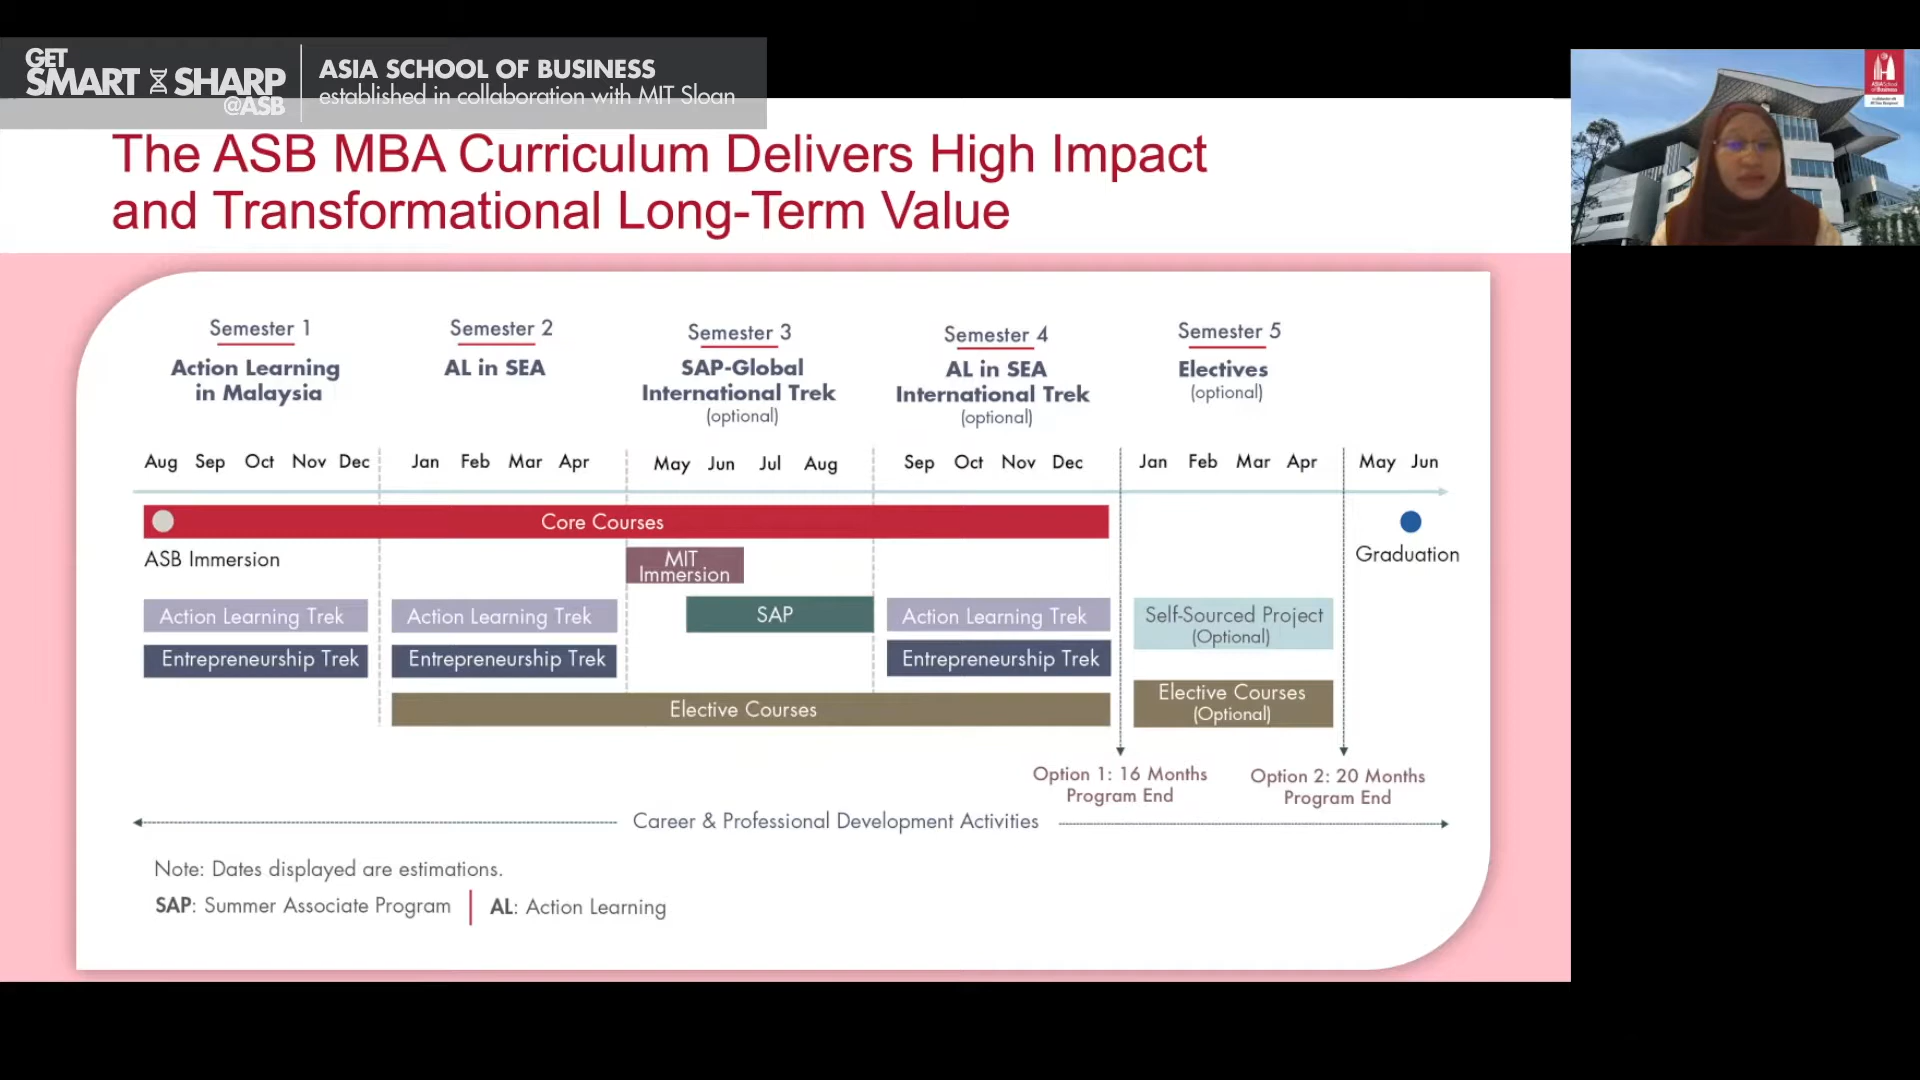 GET
SMART SHARP
@ASB
ASIA SCHOOL OF BUSINESS
established in collaboration with MIT Sloan
The ASB MBA Curriculum Delivers High Impact
and Transformational Long-Term Value
Semester 1
Action Learning
in Malaysia
Semester 2
AL in SEA
Semester 3
SAP-Global
International Trek
(optional)
Semester 4
AL in SEA
International Trek
(optional)
Semester 5
Electives
(optional)
Aug Sep Oct Nov Dec Jan Feb Mar Apr May Jun Jul Aug Sep Oct Nov Dec Jan Feb Mar Apr May Jun
Core Courses
ASB Immersion
MIT
Immersion
Graduation
Action Learning Trek
Action Learning Trek
SAP
Action Learning Trek
Self-Sourced Project
(Optional)
Entrepreneurship Trek
Entrepreneurship Trek
Entrepreneurship Trek
Elective Courses
Elective Courses
(Optional)
Option 1: 16 Months
Program End
Option 2: 20 Months
Program End
Career & Professional Development Activities
Note: Dates displayed are estimations.
SAP: Summer Associate Program
AL: Action Learning
ASIA School
of Business